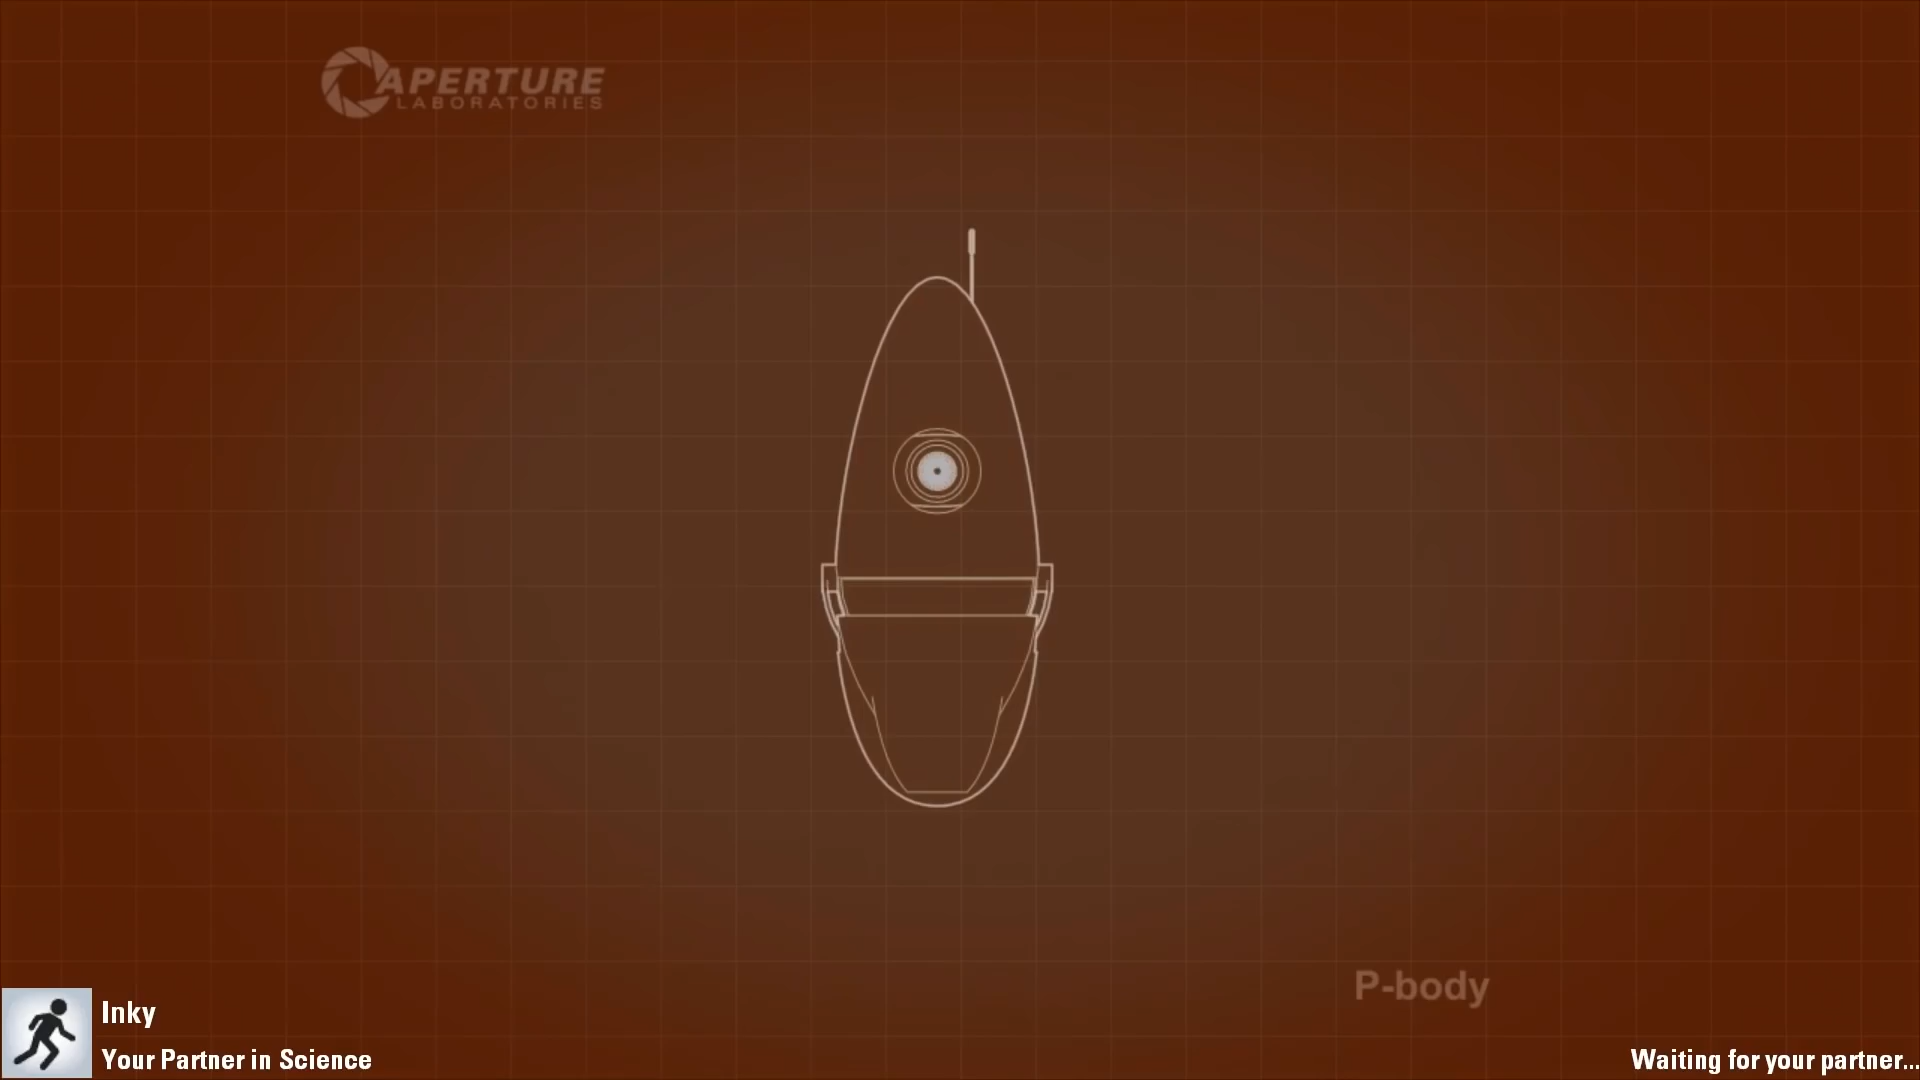 APERTURE
LABORATORIES
P-body
Inky
Your Partner in Science
Waiting for your partner...